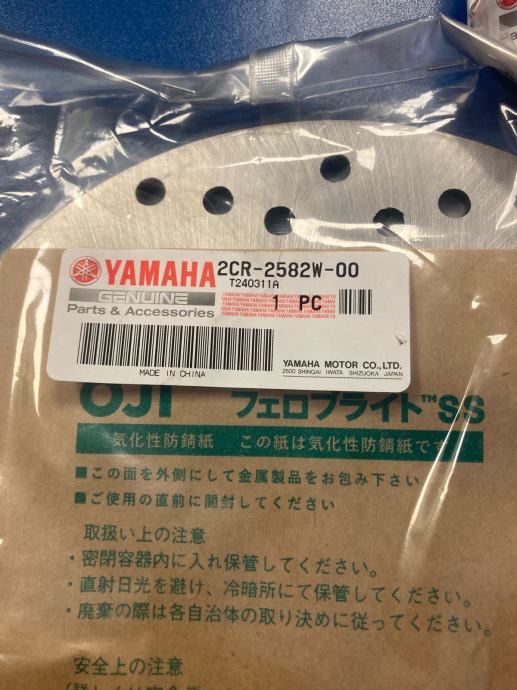 YAMAHA
GENUINE
Parts & Accessories
2CR-2582W-00
T240311A
1 PC
MADE IN CHINA
YAMAHA MOTOR CO.,LTD.
2500 SHINGAI IWATA SHIZUOKA JAPAN
OJI フェロブライト™SS
気化性防錆紙 この紙は気化性防錆紙です
■この面を外側にして金属製品をお包み下さい
■ご使用の直前に開封してください
取扱い上の注意
・密閉容器内に入れ保管してください。
・直射日光を避け、冷暗所にて保管してください。
・廃棄の際は各自治体の取り決めに従ってください。
安全上の注意